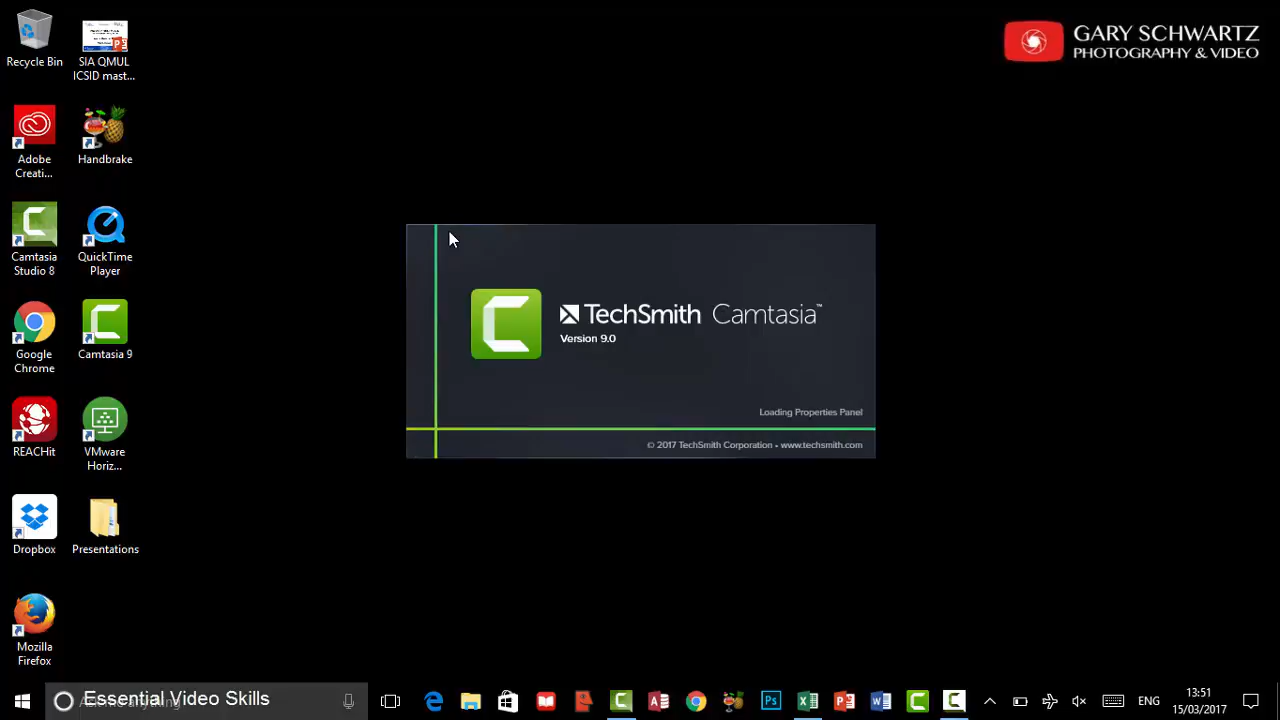 Recycle Bin
SIA QMUL
ICSID mast...
GARY SCHWARTZ
PHOTOGRAPHY & VIDEO
Adobe
Creati...
Handbrake
Camtasia
Studio 8
QuickTime
Player
TechSmith Camtasia™
Version 9.0
Loading Properties Panel
© 2017 TechSmith Corporation • www.techsmith.com
Google
Chrome
Camtasia 9
REACHit
VMware
Horiz...
Dropbox
Presentations
Mozilla
Firefox
Essential Video Skills
ENG
13:51
15/03/2017